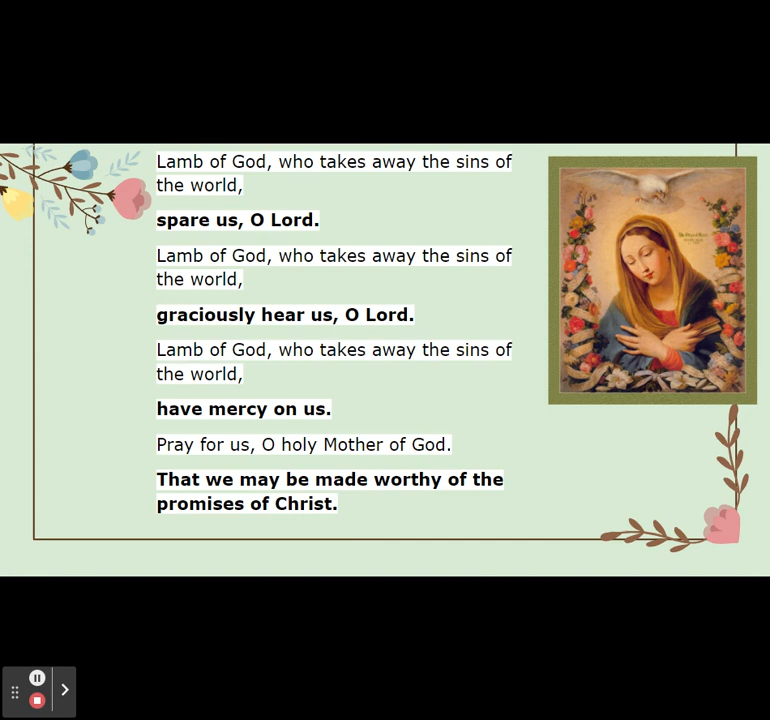 Lamb of God, who takes away the sins of
the world,
spare us, O Lord.
Lamb of God, who takes away the sins of
the world,
graciously hear us, O Lord.
Lamb of God, who takes away the sins of
the world,
have mercy on us.
Pray for us, O holy Mother of God.
That we may be made worthy of the
promises of Christ.